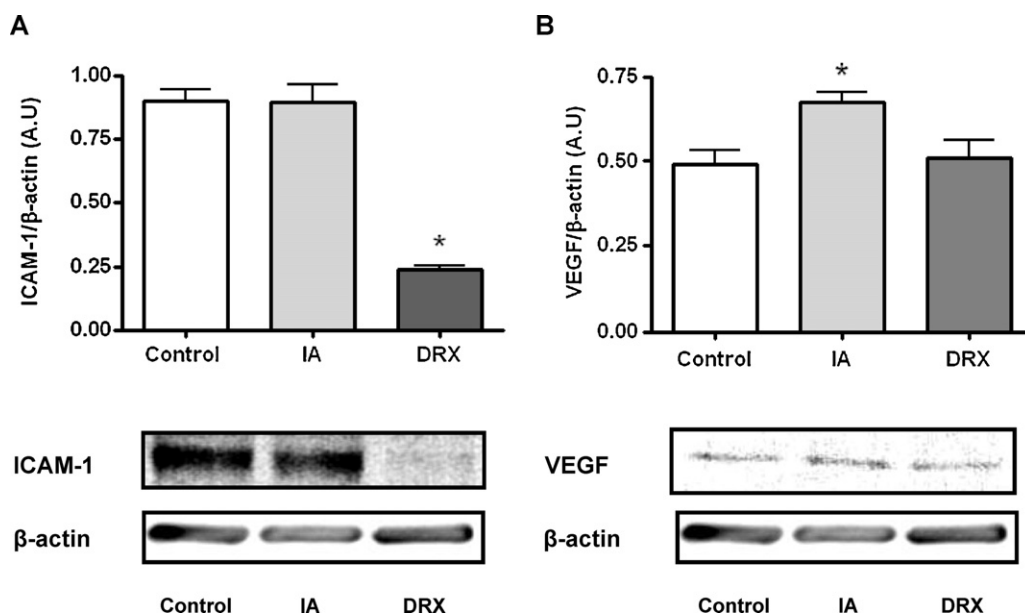 A
ICAM-1/β-actin (A.U)
1.00
0.75
0.50
0.25
0.00
*
Control IA DRX
ICAM-1
β-actin
Control IA DRX
B
VEGF/β-actin (A.U)
0.75
0.50
0.25
0.00
*
Control IA DRX
VEGF
β-actin
Control IA DRX